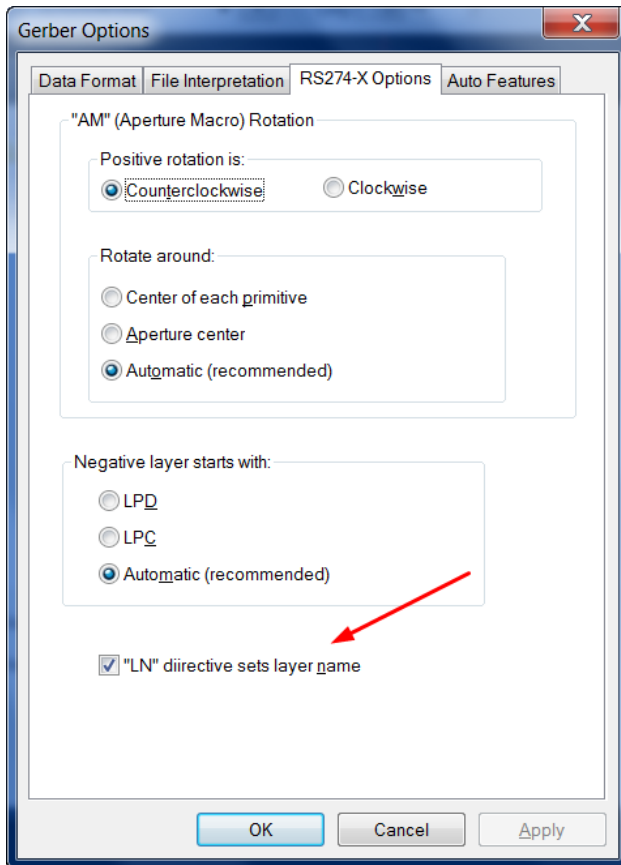 Gerber Options
Data Format File Interpretation RS274-X Options Auto Features
"AM" (Aperture Macro) Rotation
Positive rotation is:
Counterclockwise Clockwise
Rotate around:
Center of each primitive
Aperture center
Automatic (recommended)
Negative layer starts with:
LPD
LPC
Automatic (recommended)
"LN" diirective sets layer name
OK Cancel Apply